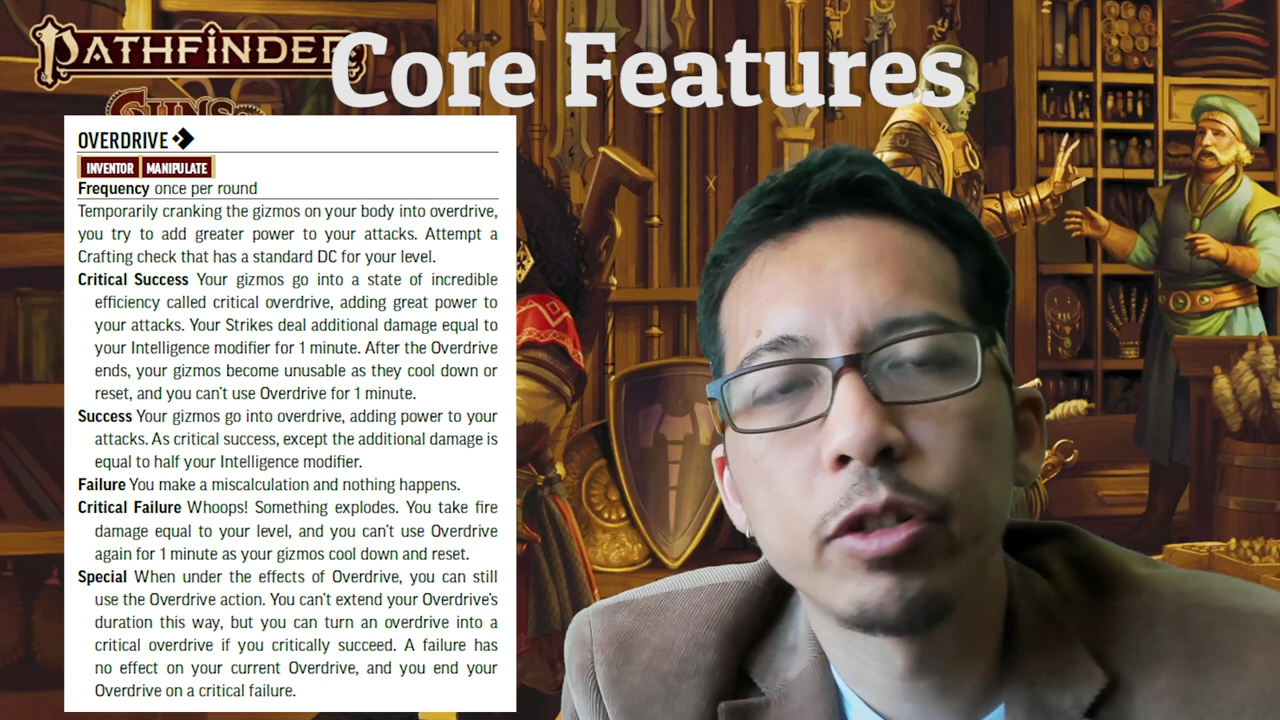 PATHFINDER
Core Features
GUNS
OVERDRIVE
INVENTOR MANIPULATE
Frequency once per round
Temporarily cranking the gizmos on your body into overdrive,
you try to add greater power to your attacks. Attempt a
Crafting check that has a standard DC for your level.
Critical Success Your gizmos go into a state of incredible
efficiency called critical overdrive, adding great power to
your attacks. Your Strikes deal additional damage equal to
your Intelligence modifier for 1 minute. After the Overdrive
ends, your gizmos become unusable as they cool down or
reset, and you can't use Overdrive for 1 minute.
Success Your gizmos go into overdrive, adding power to your
attacks. As critical success, except the additional damage is
equal to half your Intelligence modifier.
Failure You make a miscalculation and nothing happens.
Critical Failure Whoops! Something explodes. You take fire
damage equal to your level, and you can't use Overdrive
again for 1 minute as your gizmos cool down and reset.
Special When under the effects of Overdrive, you can still
use the Overdrive action. You can't extend your Overdrive's
duration this way, but you can turn an overdrive into a
critical overdrive if you critically succeed. A failure has
no effect on your current Overdrive, and you end your
Overdrive on a critical failure.